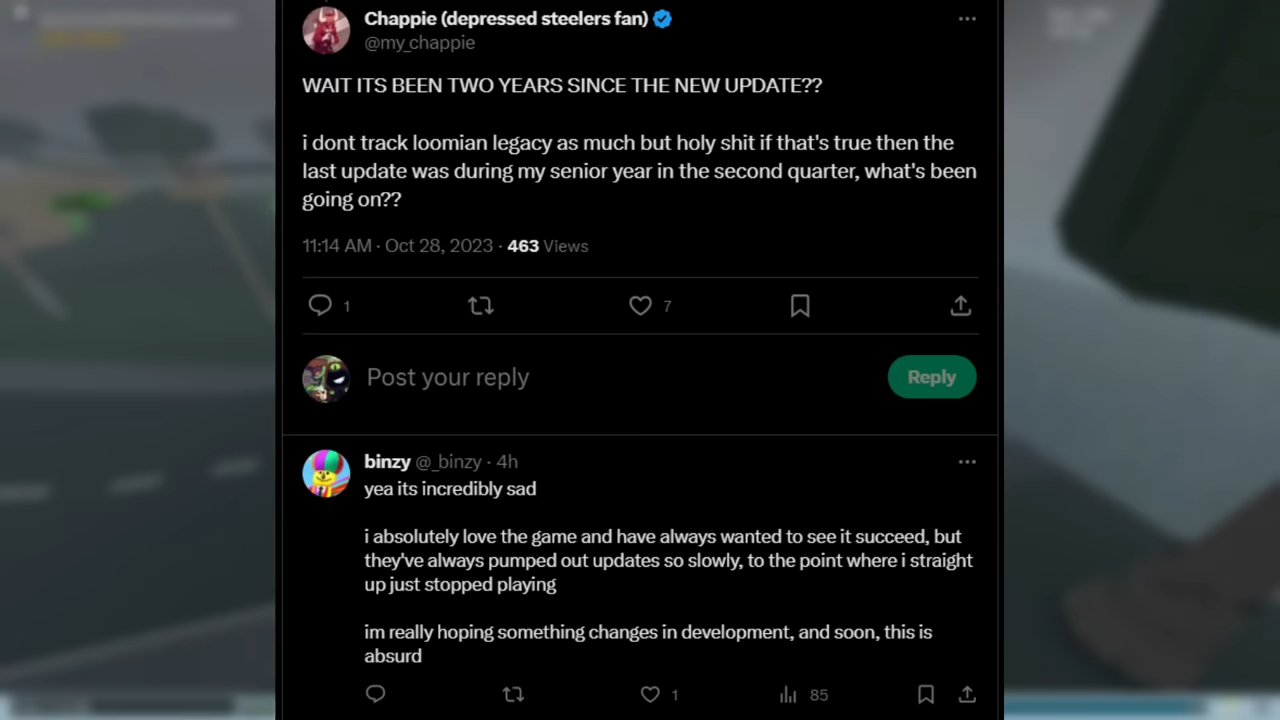 Chappie (depressed steelers fan)
@my_chappie
WAIT ITS BEEN TWO YEARS SINCE THE NEW UPDATE??
i dont track loomian legacy as much but holy shit if that's true then the
last update was during my senior year in the second quarter, what's been
going on??
11:14 AM · Oct 28, 2023 · 463 Views
1
7
Post your reply
Reply
binzy @_binzy · 4h
yea its incredibly sad
i absolutely love the game and have always wanted to see it succeed, but
they've always pumped out updates so slowly, to the point where i straight
up just stopped playing
im really hoping something changes in development, and soon, this is
absurd
1
85